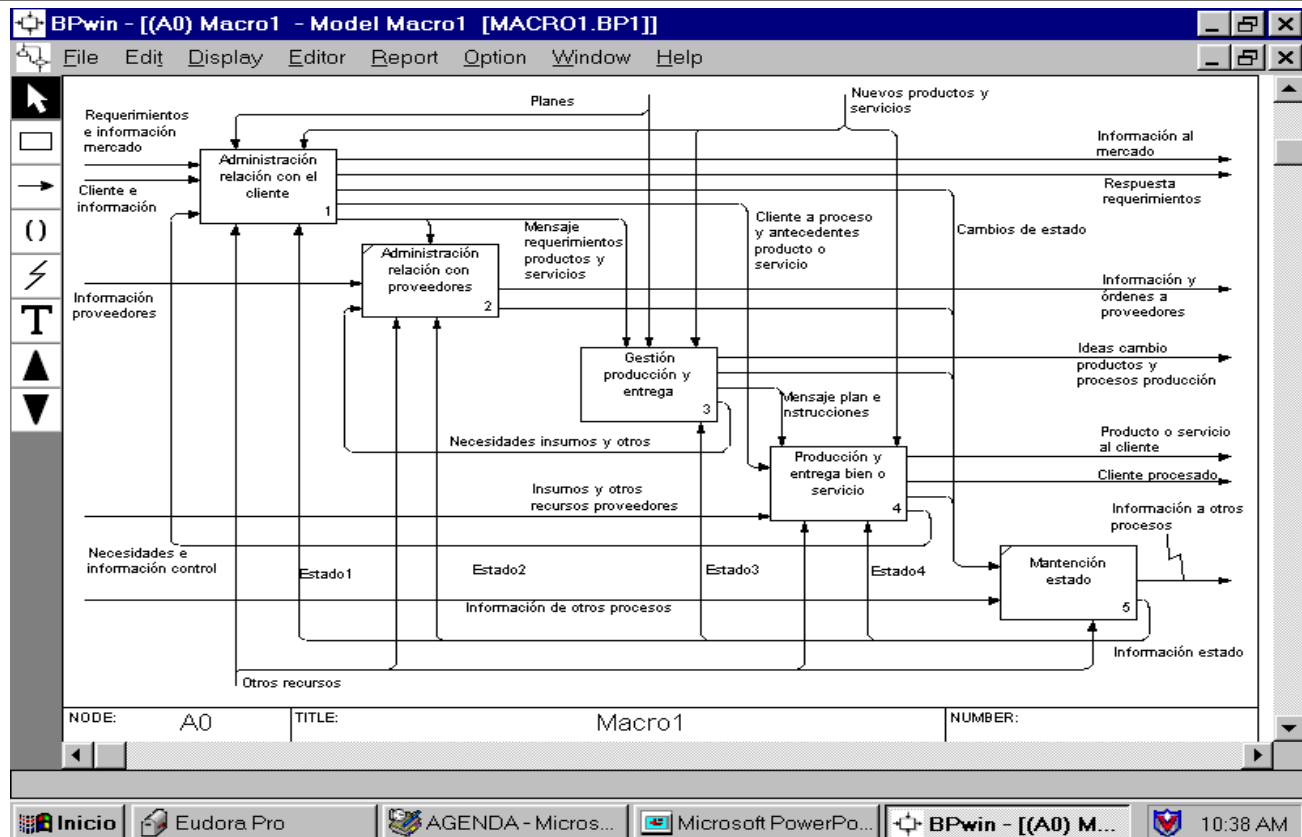 BPwin - [(A0) Macro1 - Model Macro1 [MACRO1.BP1]]
File Edit Display Editor Report Option Window Help
Planes
Nuevos productos y
servicios
Requerimientos
e información
mercado
Información al
mercado
Administración
relación con el
cliente
1
Cliente e
información
Respuesta
requerimientos
Mensaje
requerimientos
productos y
servicios
Cliente a proceso
y antecedentes
producto o
servicio
Cambios de estado
Administración
relación con
proveedores
2
Información
proveedores
Información y
órdenes a
proveedores
Gestión
producción y
entrega
3
Ideas cambio
productos y
procesos producción
Mensaje plan e
nstrucciones
Necesidades insumos y otros
Producto o servicio
al cliente
Producción y
entrega bien o
servicio
4
Cliente procesado
Insumos y otros
recursos proveedores
Información a otros
procesos
Necesidades e
información control
Estado1
Estado2
Estado3
Estado4
Mantención
estado
5
Información de otros procesos
Información estado
Otros recursos
NODE:
A0
TITLE:
Macro1
NUMBER:
( )
T
Inicio
Eudora Pro
AGENDA - Micros...
Microsoft PowerPo...
BPwin - [(A0) M...
10:38 AM